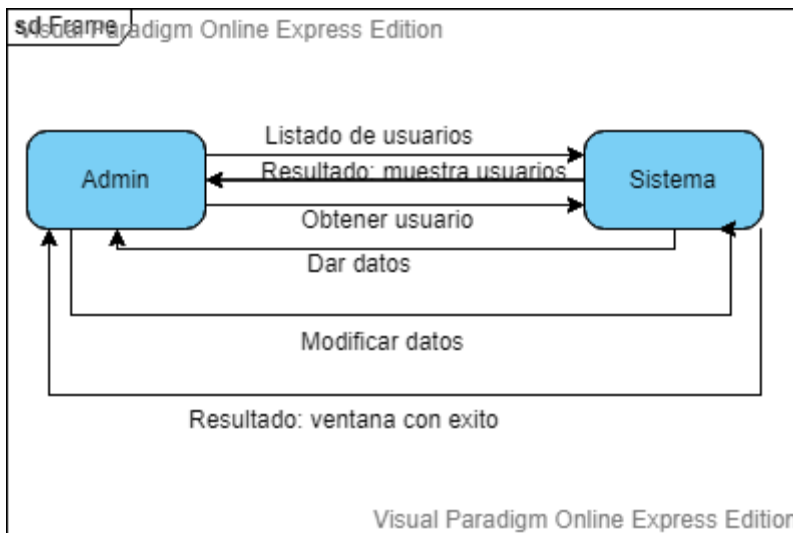 sd Frame
Visual Paradigm Online Express Edition
Listado de usuarios
Admin
Resultado: muestra usuarios
Sistema
Obtener usuario
Dar datos
Modificar datos
Resultado: ventana con exito
Visual Paradigm Online Express Edition